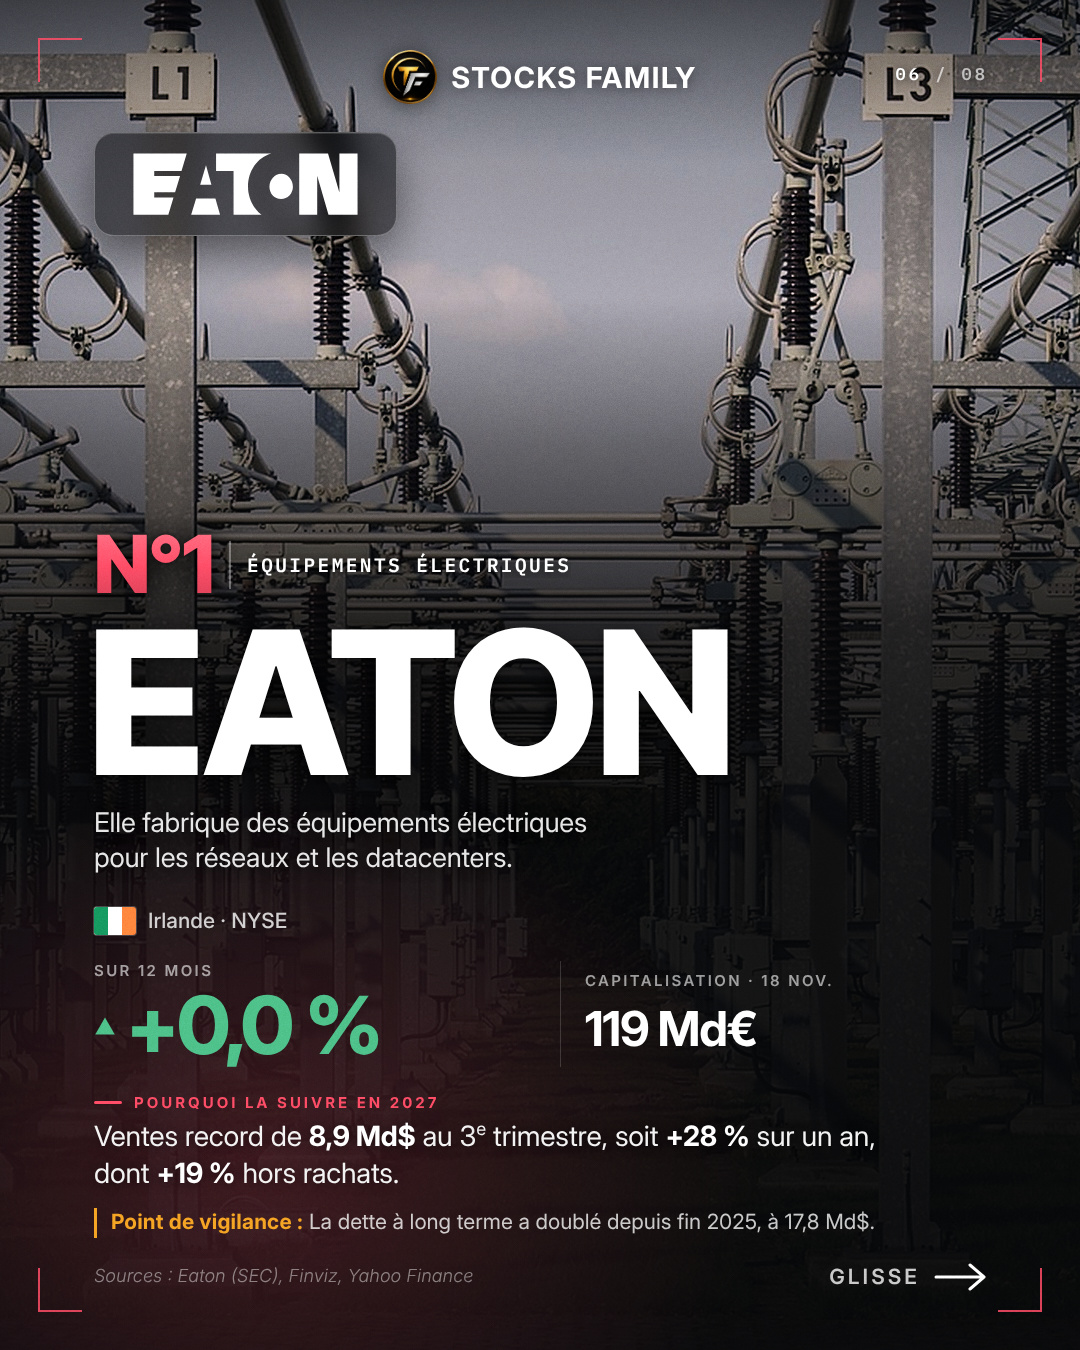 L1
STOCKS FAMILY
L3
06 / 08
EATON
N°1
ÉQUIPEMENTS ÉLECTRIQUES
EATON
Elle fabrique des équipements électriques
pour les réseaux et les datacenters.
Irlande · NYSE
SUR 12 MOIS
▲ +0,0 %
CAPITALISATION · 18 NOV.
119 Md€
POURQUOI LA SUIVRE EN 2027
Ventes record de 8,9 Md$ au 3e trimestre, soit +28 % sur un an,
dont +19 % hors rachats.
Point de vigilance : La dette à long terme a doublé depuis fin 2025, à 17,8 Md$.
Sources : Eaton (SEC), Finviz, Yahoo Finance
GLISSE →